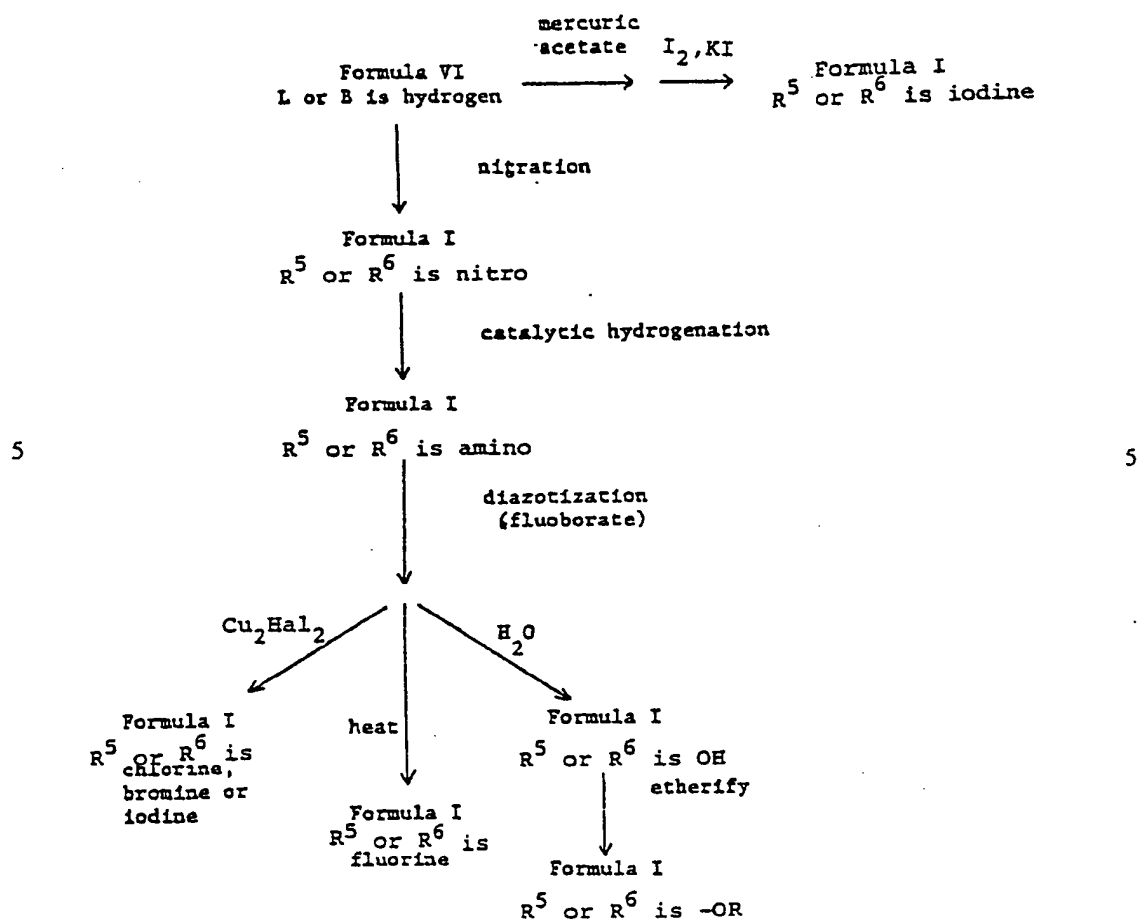 mercuric
acetate I₂,KI
Formula VI
L or B is hydrogen
Formula I
R⁵ or R⁶ is iodine
nitration
Formula I
R⁵ or R⁶ is nitro
catalytic hydrogenation
Formula I
R⁵ or R⁶ is amino
5 5
diazotization
(fluoborate)
Cu₂Hal₂
H₂O
heat
Formula I
R⁵ or R⁶ is
chlorine,
bromine or
iodine
Formula I
R⁵ or R⁶ is
fluorine
Formula I
R⁵ or R⁶ is OH
etherify
Formula I
R⁵ or R⁶ is -OR